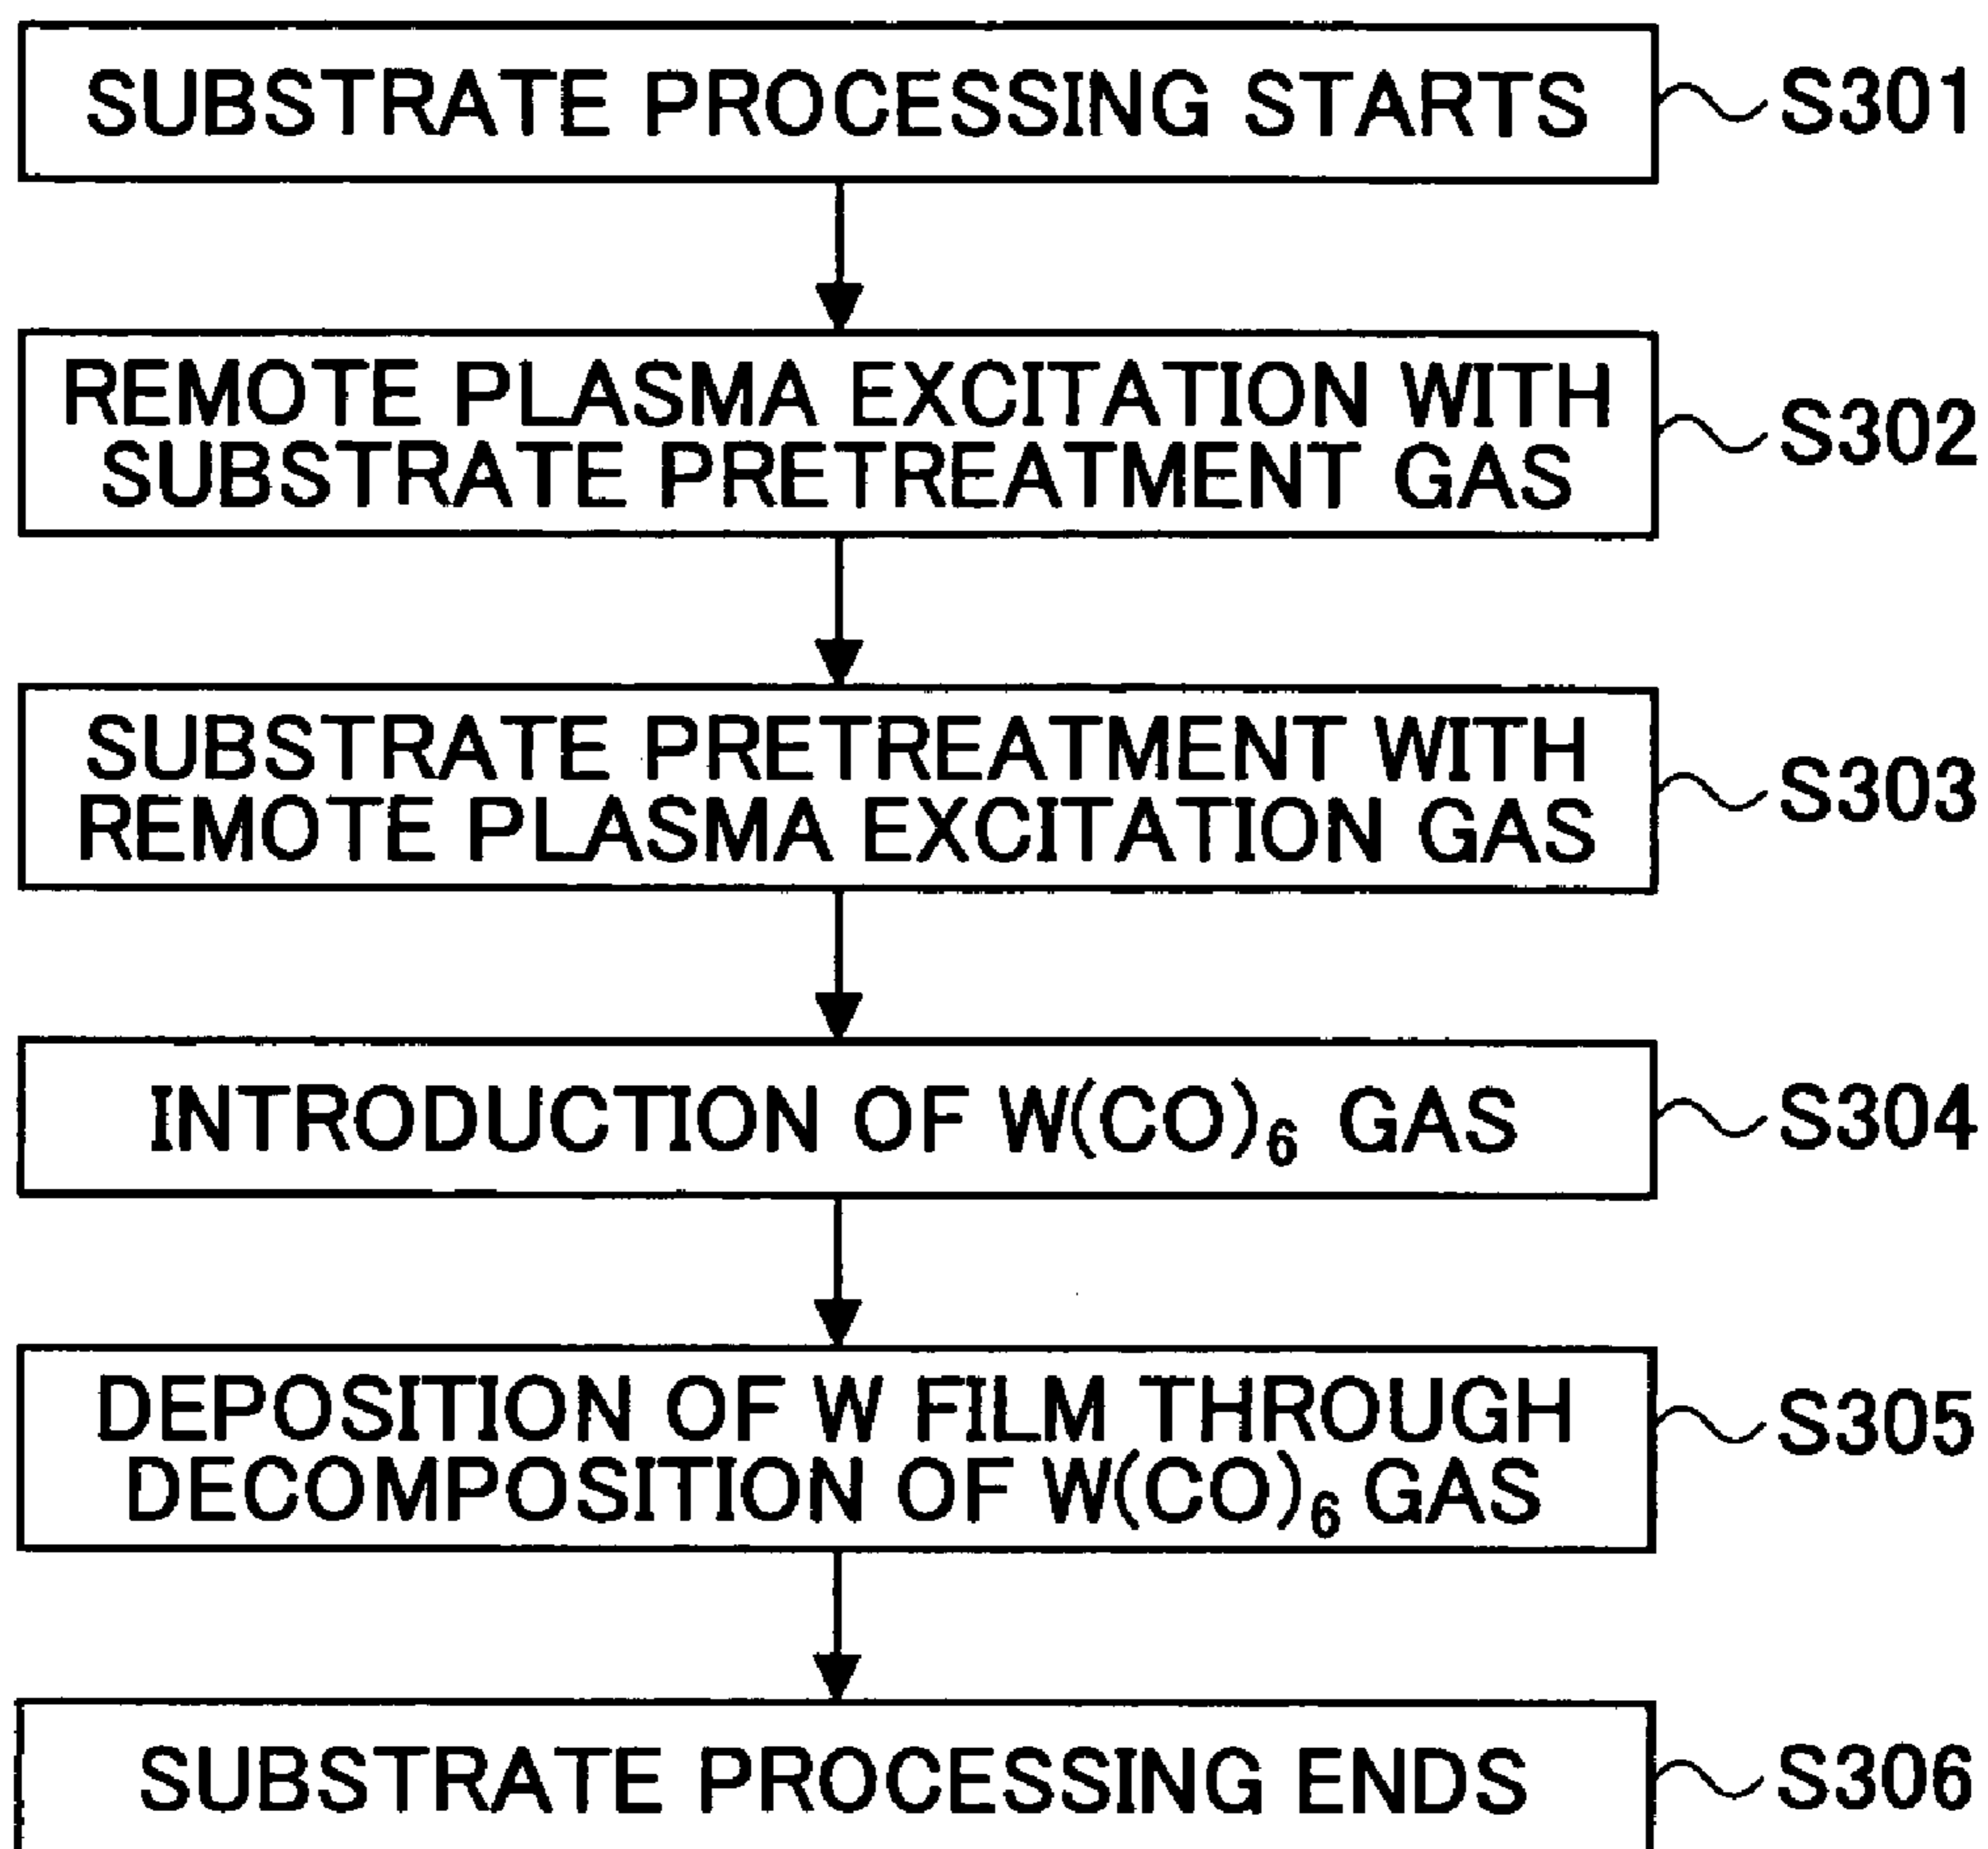 SUBSTRATE PROCESSING STARTS
S301
REMOTE PLASMA EXCITATION WITH
SUBSTRATE PRETREATMENT GAS
S302
SUBSTRATE PRETREATMENT WITH
REMOTE PLASMA EXCITATION GAS
S303
INTRODUCTION OF W(CO)₆ GAS
S304
DEPOSITION OF W FILM THROUGH
DECOMPOSITION OF W(CO)₆ GAS
S305
SUBSTRATE PROCESSING ENDS
S306